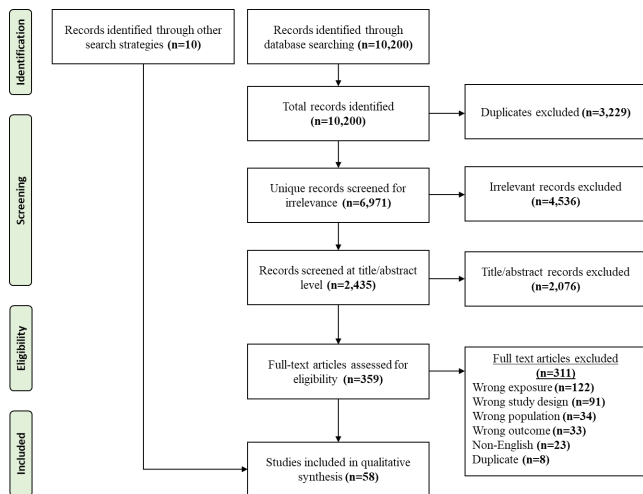 Identification
Records identified through other
search strategies (n=10)
Records identified through
database searching (n=10,200)
Total records identified
(n=10,200)
Duplicates excluded (n=3,229)
Screening
Unique records screened for
irrelevance (n=6,971)
Irrelevant records excluded
(n=4,536)
Records screened at title/abstract
level (n=2,435)
Title/abstract records excluded
(n=2,076)
Eligibility
Full-text articles assessed for
eligibility (n=359)
Full text articles excluded
(n=311)
Wrong exposure (n=122)
Wrong study design (n=91)
Wrong population (n=34)
Wrong outcome (n=33)
Non-English (n=23)
Duplicate (n=8)
Included
Studies included in qualitative
synthesis (n=58)